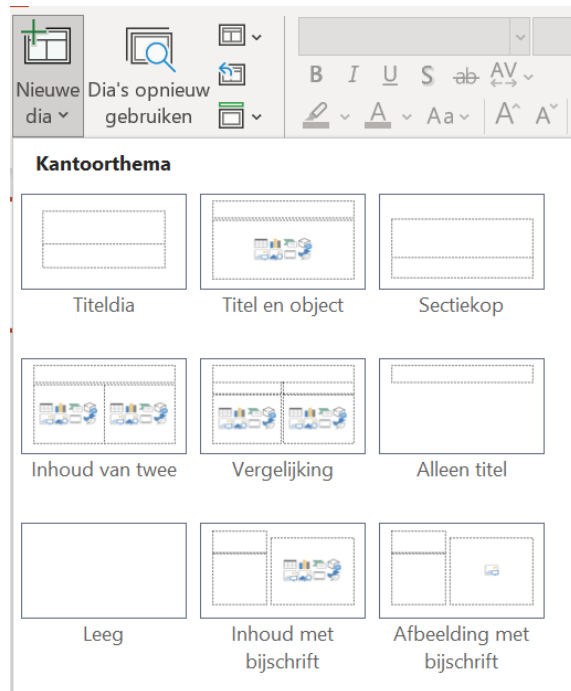 Nieuwe dia
Dia's opnieuw gebruiken
B I U S ab AV
A Aa A A
Kantoorthema
Titeldia
Titel en object
Sectiekop
Inhoud van twee
Vergelijking
Alleen titel
Leeg
Inhoud met
bijschrift
Afbeelding met
bijschrift